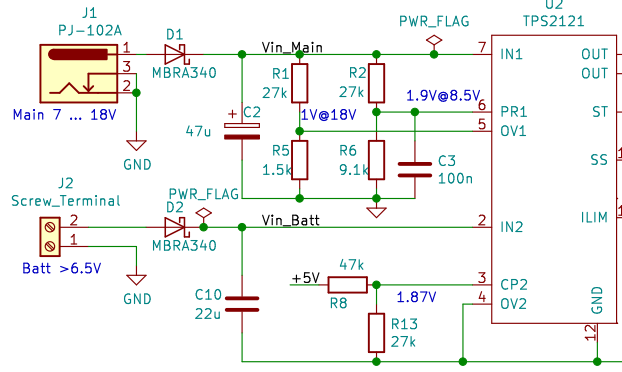 J1
PJ-102A
1
3
2
Main 7 ... 18V
GND
D1
MBRA340
Vin_Main
PWR_FLAG
U2
TPS2121
C2
47u
R1
27k
R2
27k
1V@18V
1.9V@8.5V
R5
1.5k
R6
9.1k
C3
100n
7
6
5
IN1
PR1
OV1
OUT
OUT
ST
SS
ILIM
J2
Screw_Terminal
2
1
Batt >6.5V
GND
PWR_FLAG
D2
MBRA340
Vin_Batt
2
IN2
C10
22u
+5V
47k
R8
1.87V
R13
27k
3
4
CP2
OV2
GND
12
1
1